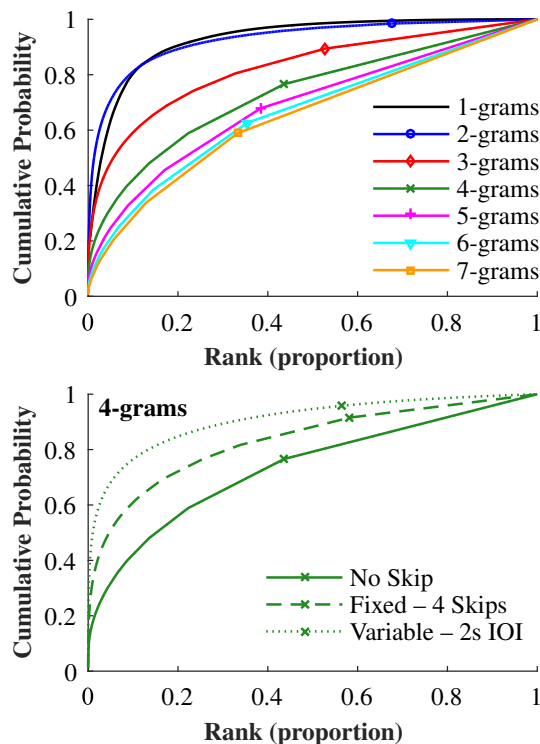 Cumulative Probability
1
0.8
0.6
0.4
0.2
0
0
0.2
0.4
0.6
0.8
1
Rank (proportion)
1-grams
2-grams
3-grams
4-grams
5-grams
6-grams
7-grams
4-grams
Cumulative Probability
1
0.8
0.6
0.4
0.2
0
0
0.2
0.4
0.6
0.8
1
Rank (proportion)
No Skip
Fixed – 4 Skips
Variable – 2s IOI